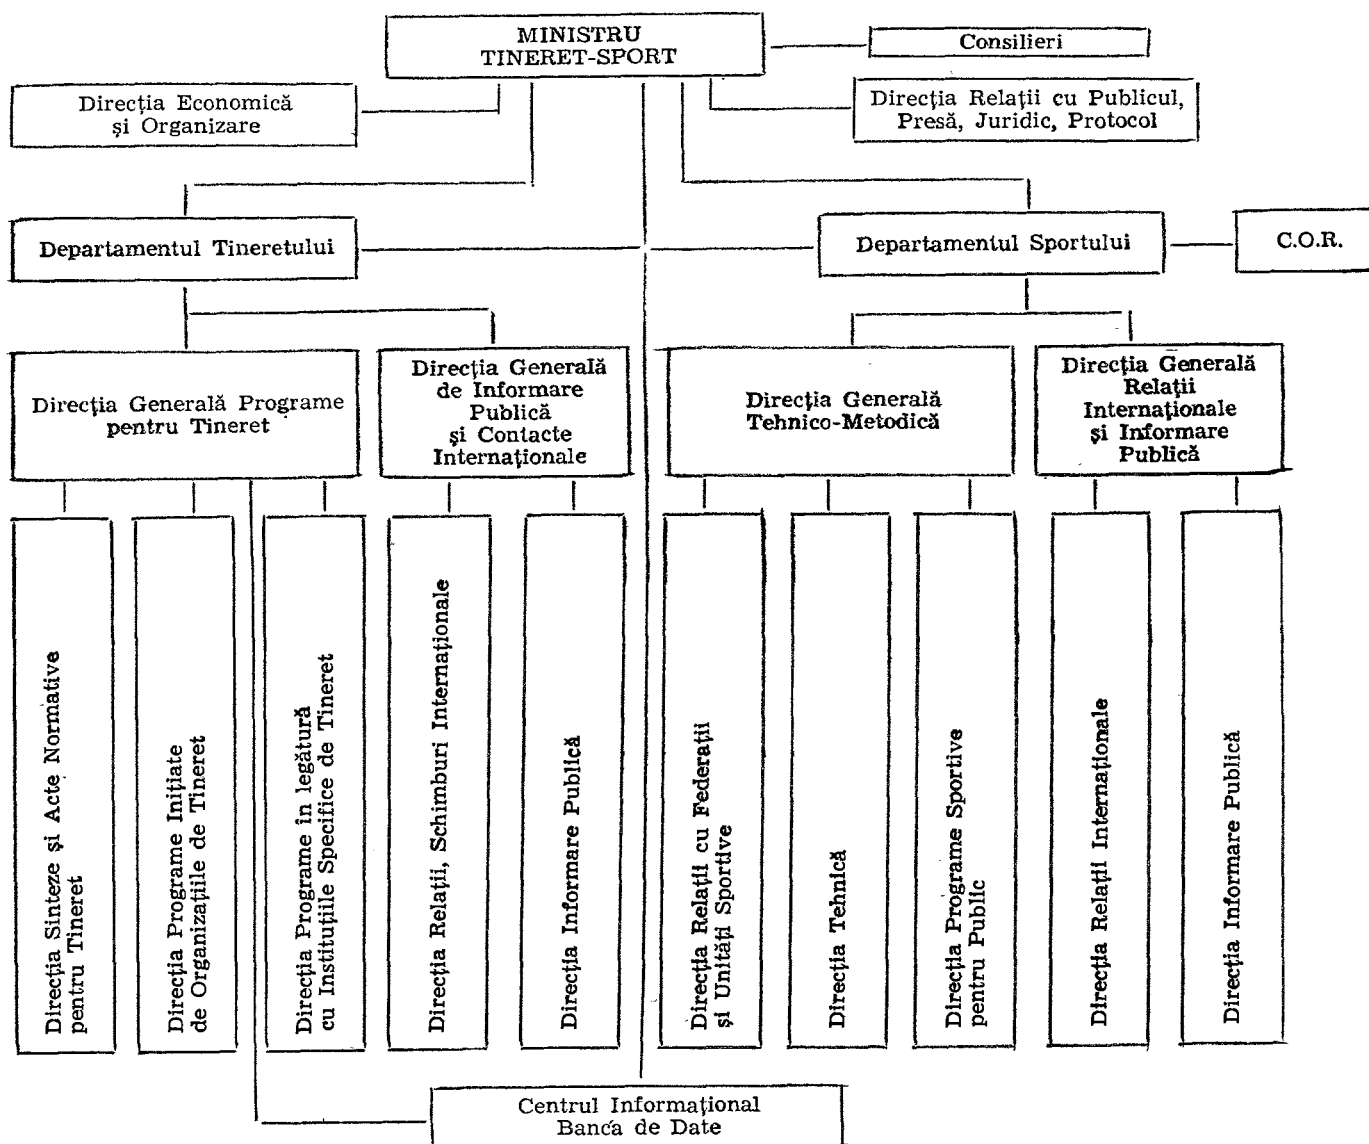 MINISTRU
TINERET-SPORT
Consilieri
Direcția Economică
și Organizare
Direcția Relații cu Publicul,
Presă, Juridic, Protocol
Departamentul Tineretului
Departamentul Sportului
C.O.R.
Direcția Generală Programe
pentru Tineret
Direcția Generală
de Informare
Publică
și Contacte
Internaționale
Direcția Generală
Tehnico-Metodică
Direcția Generală
Relații
Internaționale
și Informare
Publică
Direcția Sinteze și Acte Normative
pentru Tineret
Direcția Programe Inițiate
de Organizațiile de Tineret
Direcția Programe în legătură
cu Instituțiile Specifice de Tineret
Direcția Relații, Schimburi Internaționale
Direcția Informare Publică
Direcția Relații cu Federații
și Unități Sportive
Direcția Tehnică
Direcția Programe Sportive
pentru Public
Direcția Relații Internaționale
Direcția Informare Publică
Centrul Informațional
Banca de Date